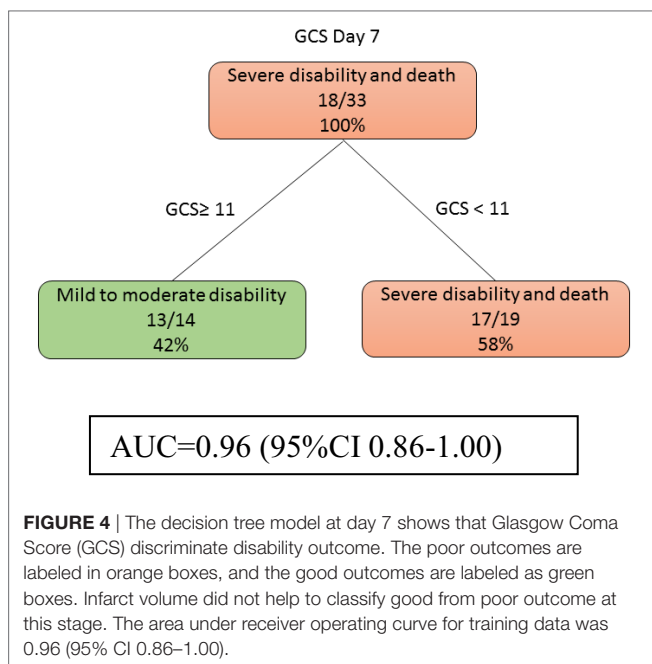 GCS Day 7
Severe disability and death
18/33
100%
GCS≥ 11
GCS < 11
Mild to moderate disability
13/14
42%
Severe disability and death
17/19
58%
AUC=0.96 (95%CI 0.86-1.00)
FIGURE 4 | The decision tree model at day 7 shows that Glasgow Coma
Score (GCS) discriminate disability outcome. The poor outcomes are
labeled in orange boxes, and the good outcomes are labeled as green
boxes. Infarct volume did not help to classify good from poor outcome at
this stage. The area under receiver operating curve for training data was
0.96 (95% CI 0.86–1.00).